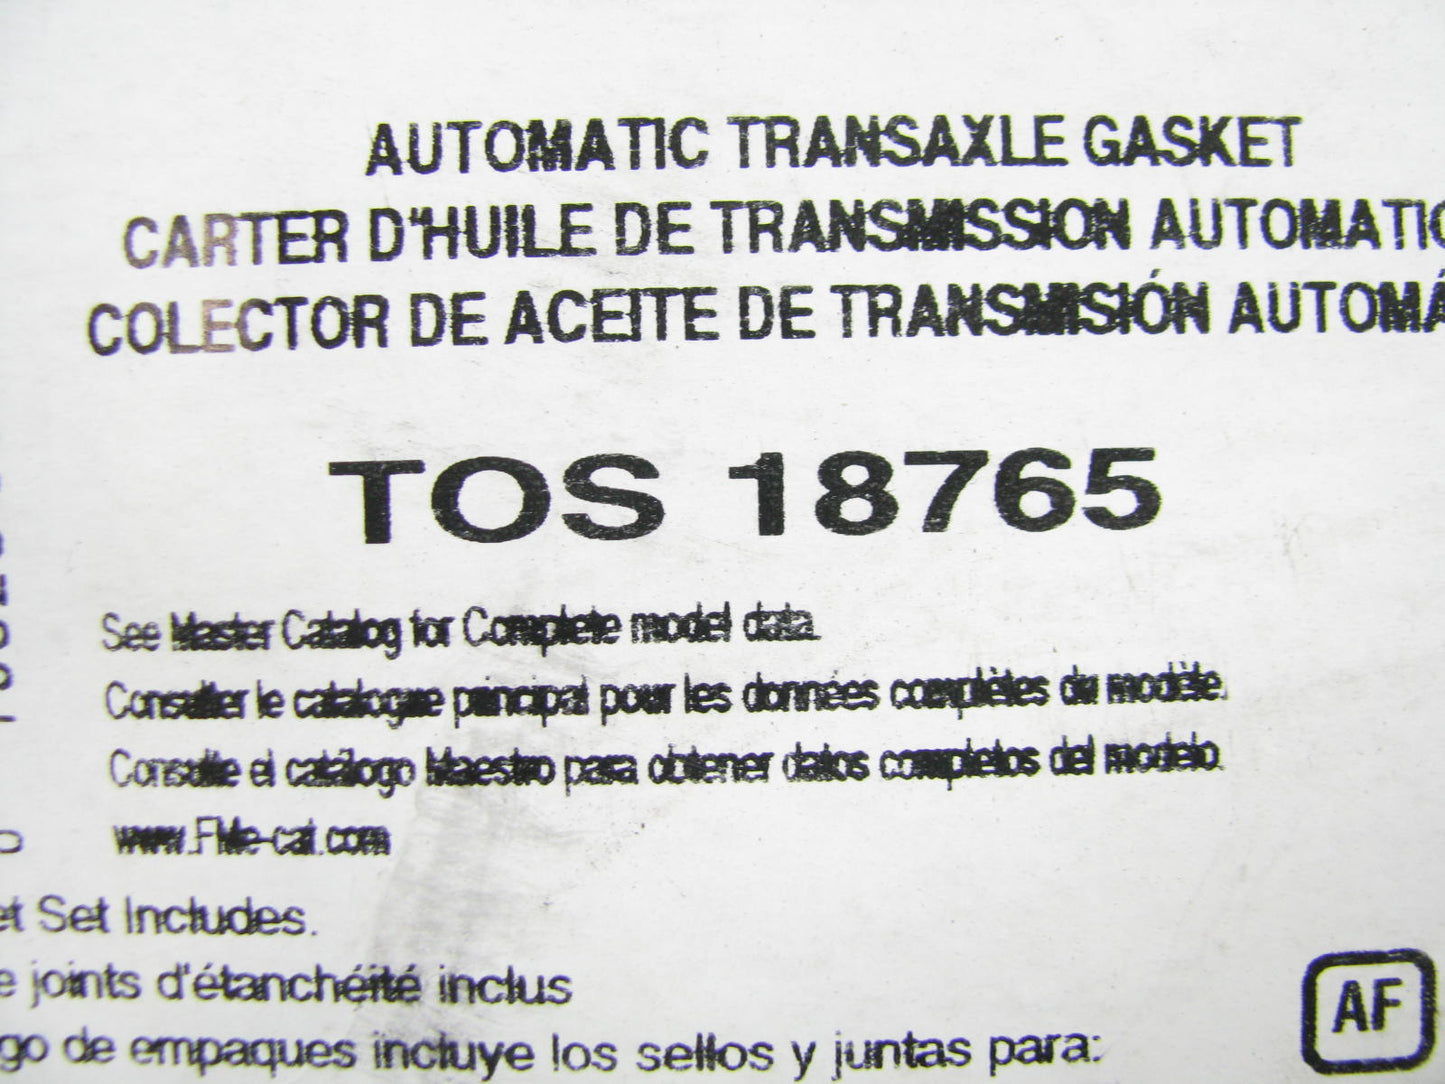 AUTOMATIC TRANSAXLE GASKET
CARTER D'HUILE DE TRANSMISSION AUTOMATIQ
COLECTOR DE ACEITE DE TRANSMISIÓN AUTOMÁ
TOS 18765
See Master Catalog for Complete model data.
Consulter le catalogue principal pour les données complètes du modèle.
Consulte el catálogo Maestro para obtener datos completos del modelo.
www.FMe-cat.com
et Set Includes.
e joints d'étanchéité inclus
go de empaques incluye los sellos y juntas para:
AF